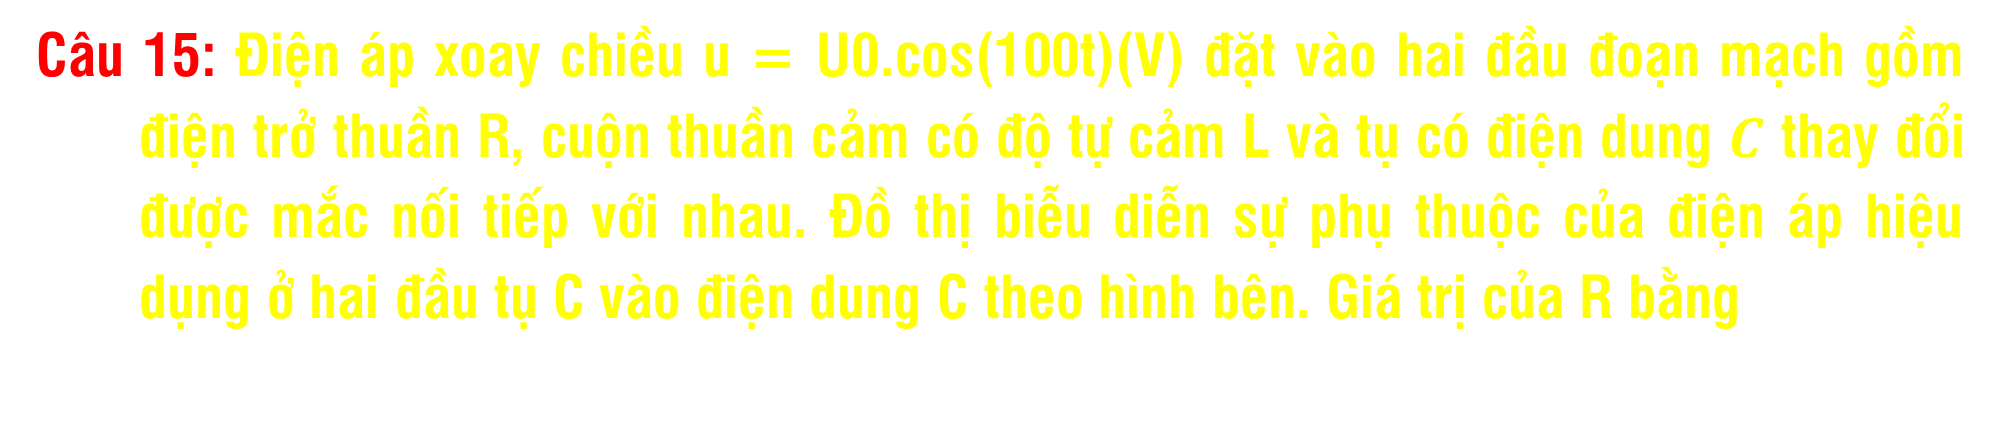 Câu 15: Điện áp xoay chiều u = U0.cos(100t)(V) đặt vào hai đầu đoạn mạch gồm
điện trở thuần R, cuộn thuần cảm có độ tự cảm L và tụ có điện dung C thay đổi
được mắc nối tiếp với nhau. Đồ thị biễu diễn sự phụ thuộc của điện áp hiệu
dụng ở hai đầu tụ C vào điện dung C theo hình bên. Giá trị của R bằng